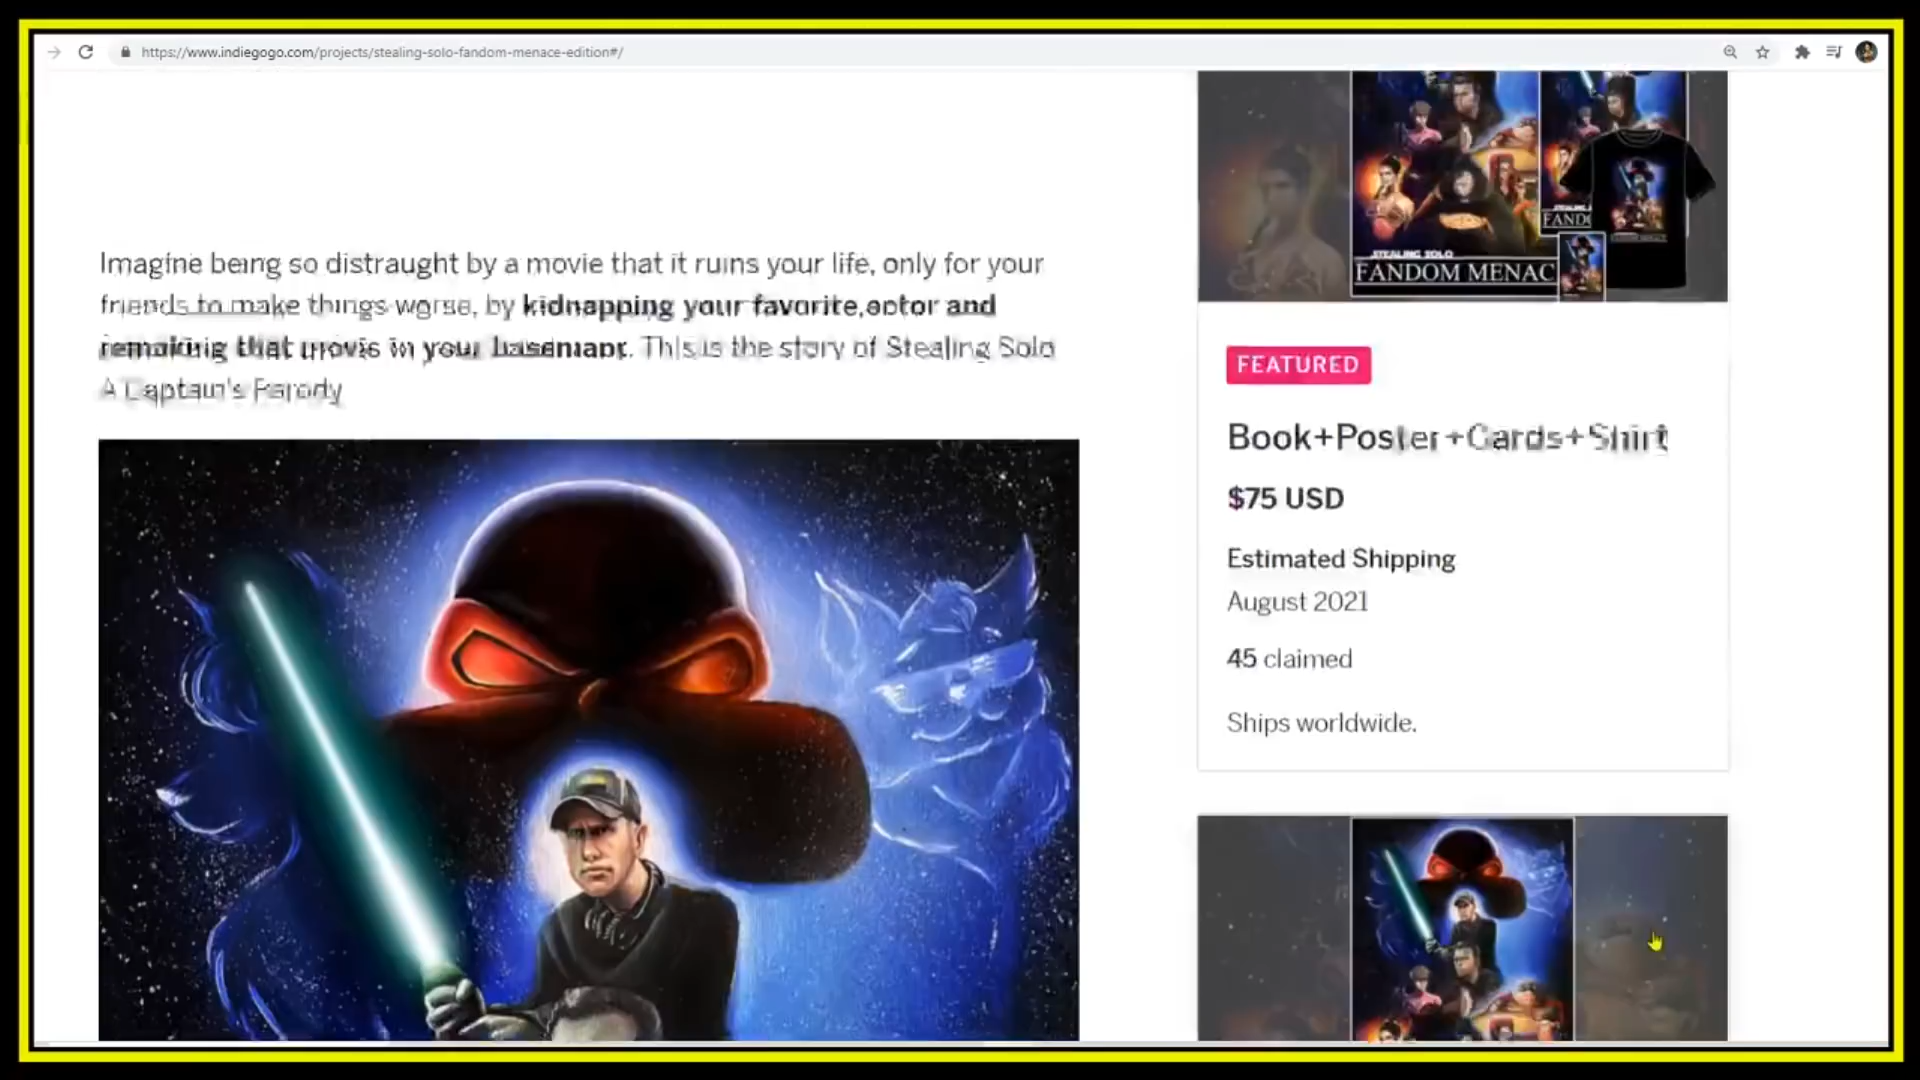 https://www.indiegogo.com/projects/stealing-solo-fandom-menace-edition#/
Imagine being so distraught by a movie that it ruins your life, only for your
friends to make things worse, by kidnapping your favorite actor and
remaking that movie in your basement. This is the story of Stealing Solo
A Captain's Parody
STEALING SOLO
FANDOM MENAC
FAND
FEATURED
Book+Poster+Cards+Shirt
$75 USD
Estimated Shipping
August 2021
45 claimed
Ships worldwide.